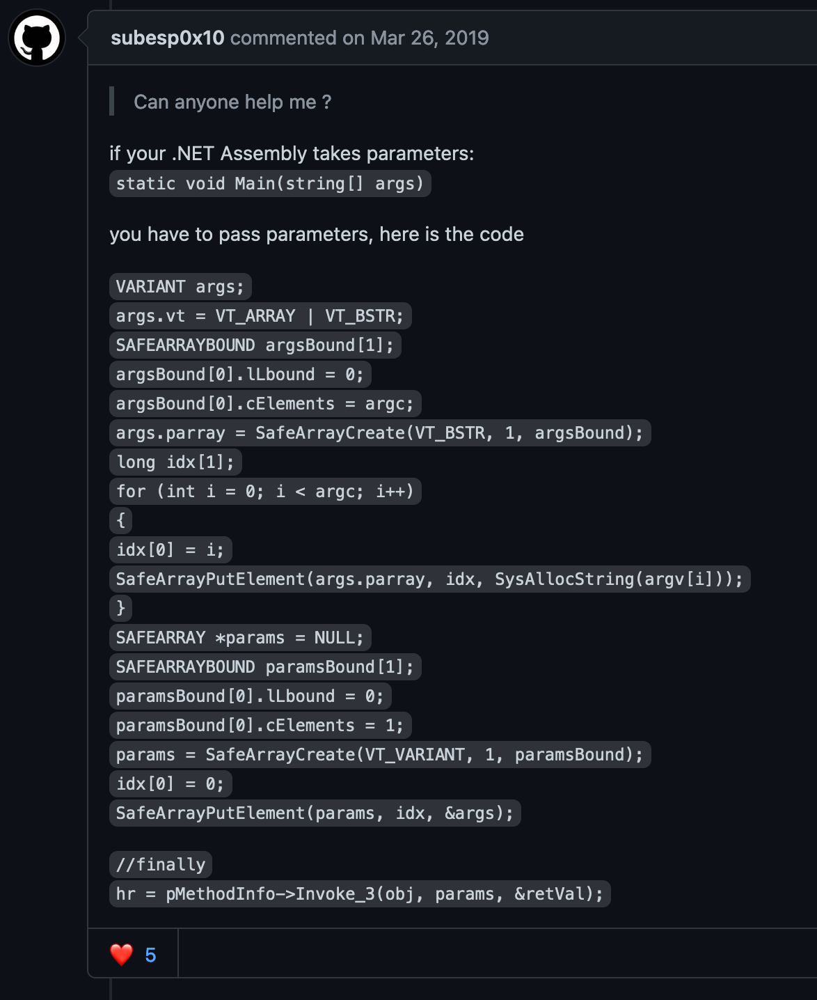 subesp0x10 commented on Mar 26, 2019
Can anyone help me ?
if your .NET Assembly takes parameters:
static void Main(string[] args)
you have to pass parameters, here is the code
VARIANT args;
args.vt = VT_ARRAY | VT_BSTR;
SAFEARRAYBOUND argsBound[1];
argsBound[0].lLbound = 0;
argsBound[0].cElements = argc;
args.parray = SafeArrayCreate(VT_BSTR, 1, argsBound);
long idx[1];
for (int i = 0; i < argc; i++)
{
idx[0] = i;
SafeArrayPutElement(args.parray, idx, SysAllocString(argv[i]));
}
SAFEARRAY *params = NULL;
SAFEARRAYBOUND paramsBound[1];
paramsBound[0].lLbound = 0;
paramsBound[0].cElements = 1;
params = SafeArrayCreate(VT_VARIANT, 1, paramsBound);
idx[0] = 0;
SafeArrayPutElement(params, idx, &args);
//finally
hr = pMethodInfo->Invoke_3(obj, params, &retVal);
5